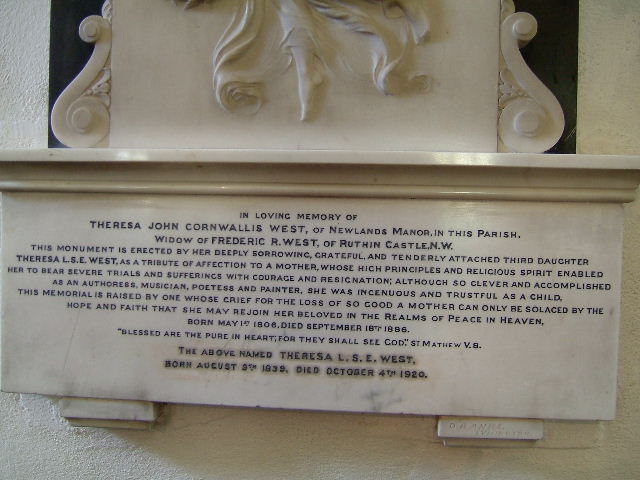 IN LOVING MEMORY OF
THERESA JOHN CORNWALLIS WEST, OF NEWLANDS MANOR, IN THIS PARISH.
WIDOW OF FREDERIC R. WEST, OF RUTHIN CASTLE, N.W.
THIS MONUMENT IS ERECTED BY HER DEEPLY SORROWING, GRATEFUL, AND TENDERLY ATTACHED THIRD DAUGHTER
THERESA L.S.E. WEST, AS A TRIBUTE OF AFFECTION TO A MOTHER, WHOSE HIGH PRINCIPLES AND RELIGIOUS SPIRIT ENABLED
HER TO BEAR SEVERE TRIALS AND SUFFERINGS WITH COURAGE AND RESIGNATION; ALTHOUGH SO CLEVER AND ACCOMPLISHED
AS AN AUTHORESS, MUSICIAN, POETESS AND PAINTER, SHE WAS INGENUOUS AND TRUSTFUL AS A CHILD.
THIS MEMORIAL IS RAISED BY ONE WHOSE GRIEF FOR THE LOSS OF SO GOOD A MOTHER CAN ONLY BE SOLACED BY THE
HOPE AND FAITH THAT SHE MAY REJOIN HER BELOVED IN THE REALMS OF PEACE IN HEAVEN.
BORN MAY 1ST 1806, DIED SEPTEMBER 18TH 1886.
"BLESSED ARE THE PURE IN HEART, FOR THEY SHALL SEE GOD." ST MATHEW V.8.
THE ABOVE NAMED THERESA L.S.E. WEST,
BORN AUGUST 9TH 1839. DIED OCTOBER 4TH 1920.